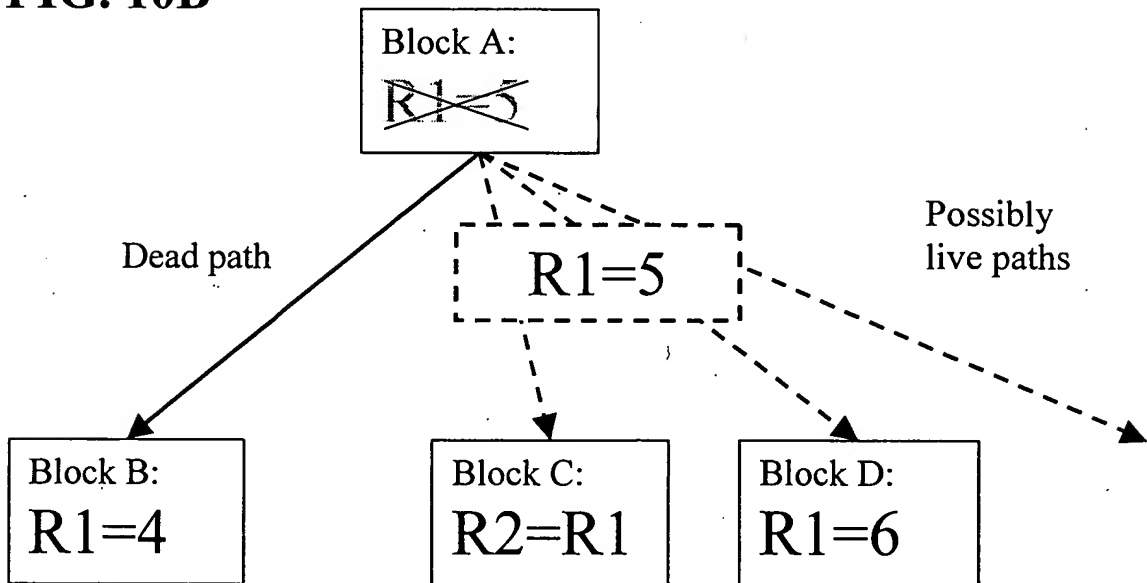 FIG. 10B
Block A:
R1=5
Dead path
R1=5
Possibly
live paths
Block B:
R1=4
Block C:
R2=R1
Block D:
R1=6